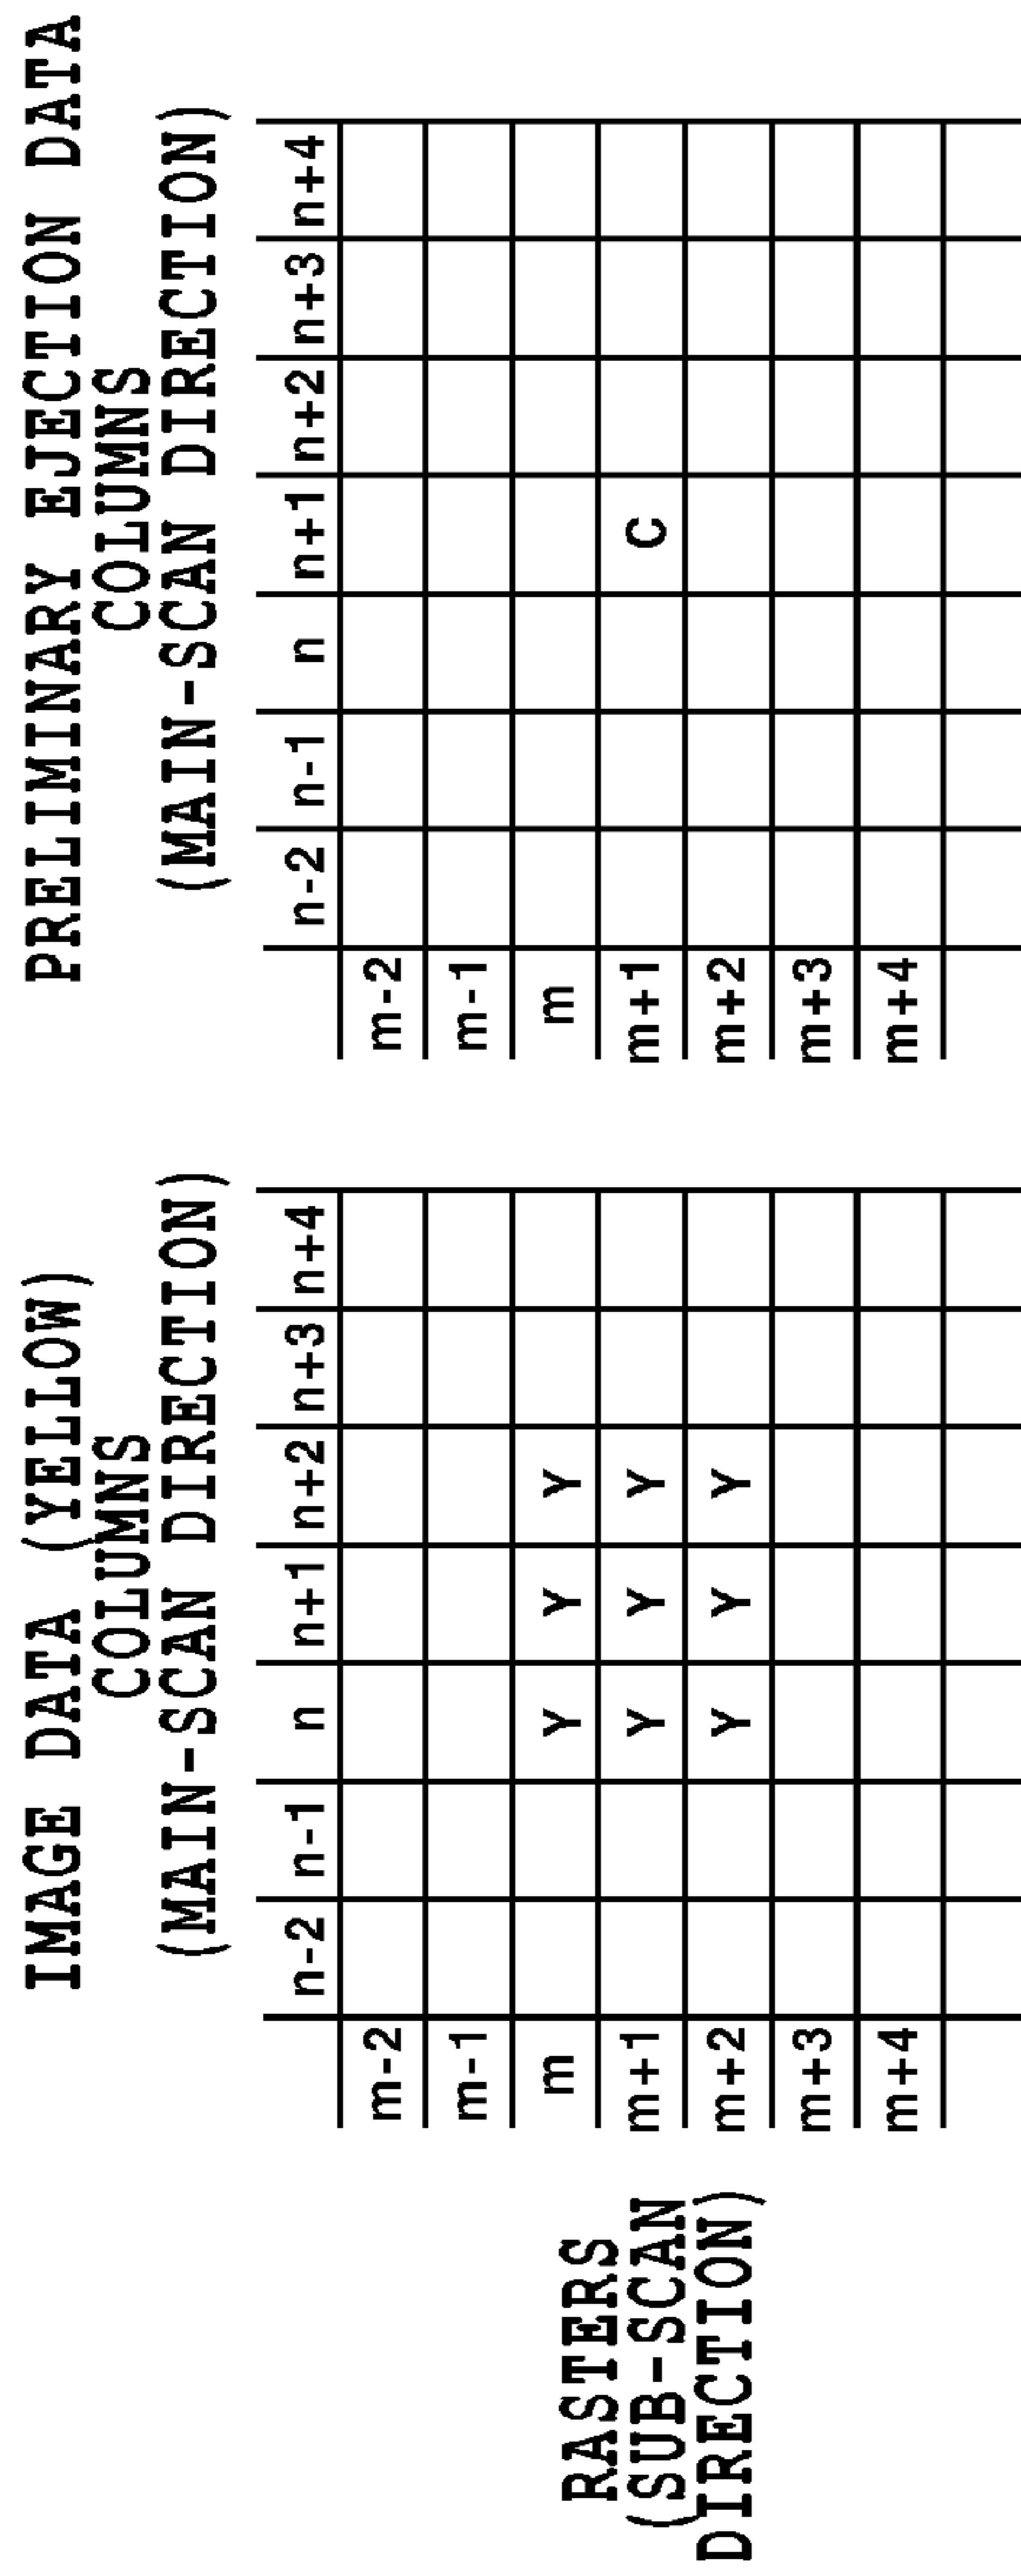 IMAGE DATA (YELLOW)
COLUMNS
(MAIN-SCAN DIRECTION)
n-2 n-1 n n+1 n+2 n+3 n+4
m-2
m-1
m Y Y Y
m+1 Y Y Y
m+2 Y Y Y
m+3
m+4
RASTERS
(SUB-SCAN
DIRECTION)
PRELIMINARY EJECTION DATA
COLUMNS
(MAIN-SCAN DIRECTION)
n-2 n-1 n n+1 n+2 n+3 n+4
m-2
m-1
m
m+1 C
m+2
m+3
m+4